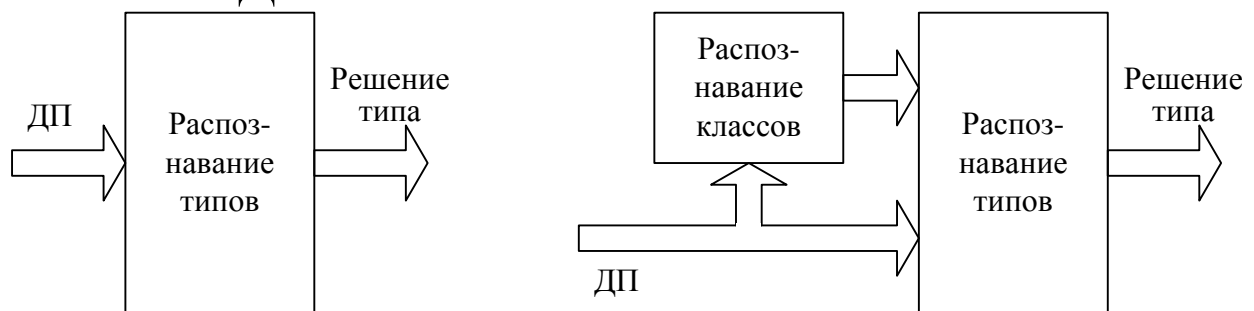 ДП
Распоз-
навание
типов
Решение
типа
Распоз-
навание
классов
ДП
Распоз-
навание
типов
Решение
типа